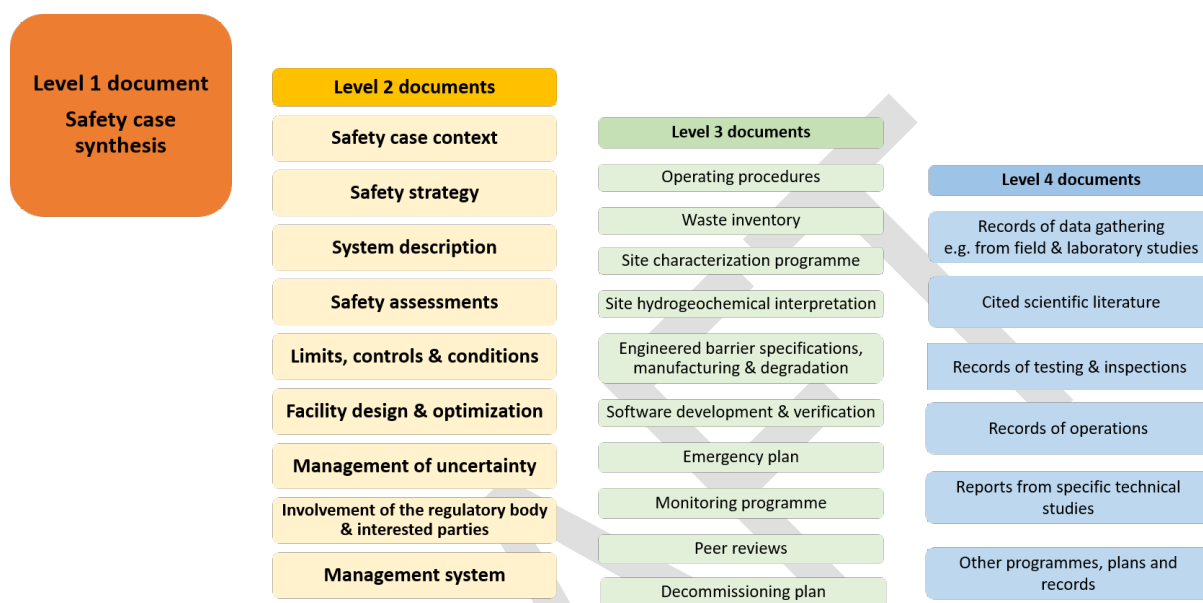 Level 1 document
Safety case
synthesis
Level 2 documents
Safety case context
Safety strategy
System description
Safety assessments
Limits, controls & conditions
Facility design & optimization
Management of uncertainty
Involvement of the regulatory body
& interested parties
Management system
Level 3 documents
Operating procedures
Waste inventory
Site characterization programme
Site hydrogeochemical interpretation
Engineered barrier specifications,
manufacturing & degradation
Software development & verification
Emergency plan
Monitoring programme
Peer reviews
Decommissioning plan
Level 4 documents
Records of data gathering
e.g. from field & laboratory studies
Cited scientific literature
Records of testing & inspections
Records of operations
Reports from specific technical
studies
Other programmes, plans and
records